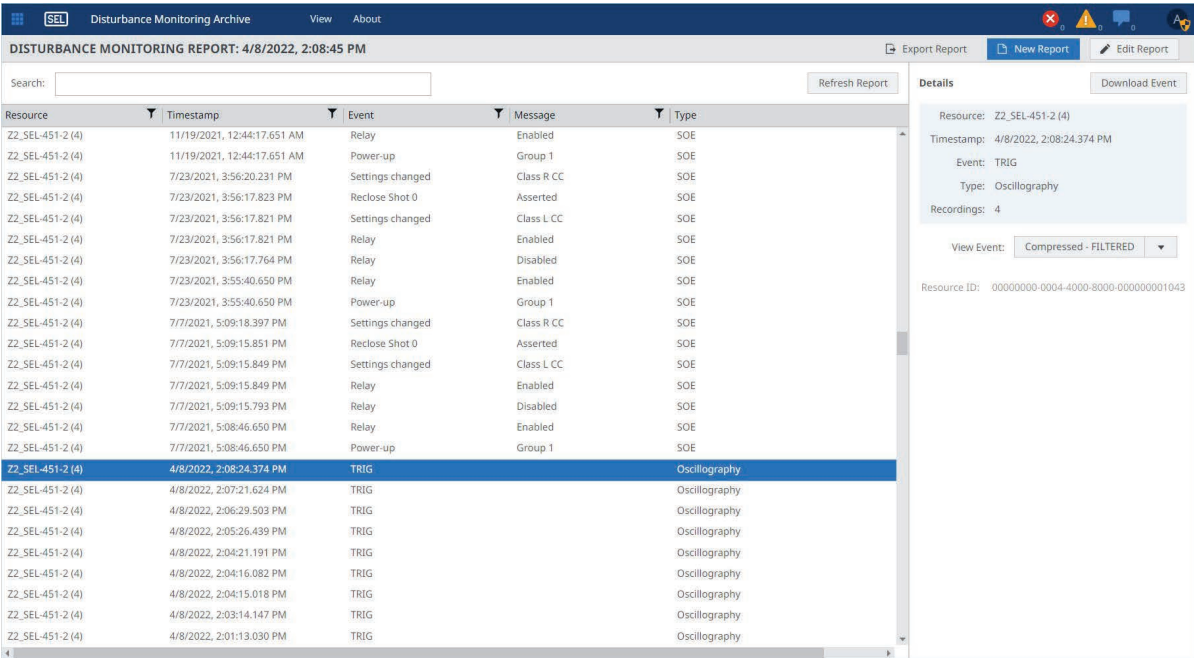 SEL Disturbance Monitoring Archive View About 0 0 0 A
DISTURBANCE MONITORING REPORT: 4/8/2022, 2:08:45 PM Export Report New Report Edit Report
Search: Refresh Report Details Download Event
Resource Timestamp Event Message Type
Z2_SEL-451-2 (4) 11/19/2021, 12:44:17.651 AM Relay Enabled SOE
Z2_SEL-451-2 (4) 11/19/2021, 12:44:17.651 AM Power-up Group 1 SOE
Z2_SEL-451-2 (4) 7/23/2021, 3:56:20.231 PM Settings changed Class R CC SOE
Z2_SEL-451-2 (4) 7/23/2021, 3:56:17.823 PM Reclose Shot 0 Asserted SOE
Z2_SEL-451-2 (4) 7/23/2021, 3:56:17.821 PM Settings changed Class L CC SOE
Z2_SEL-451-2 (4) 7/23/2021, 3:56:17.821 PM Relay Enabled SOE
Z2_SEL-451-2 (4) 7/23/2021, 3:56:17.764 PM Relay Disabled SOE
Z2_SEL-451-2 (4) 7/23/2021, 3:55:40.650 PM Relay Enabled SOE
Z2_SEL-451-2 (4) 7/23/2021, 3:55:40.650 PM Power-up Group 1 SOE
Z2_SEL-451-2 (4) 7/7/2021, 5:09:18.397 PM Settings changed Class R CC SOE
Z2_SEL-451-2 (4) 7/7/2021, 5:09:15.851 PM Reclose Shot 0 Asserted SOE
Z2_SEL-451-2 (4) 7/7/2021, 5:09:15.849 PM Settings changed Class L CC SOE
Z2_SEL-451-2 (4) 7/7/2021, 5:09:15.849 PM Relay Enabled SOE
Z2_SEL-451-2 (4) 7/7/2021, 5:09:15.793 PM Relay Disabled SOE
Z2_SEL-451-2 (4) 7/7/2021, 5:08:46.650 PM Relay Enabled SOE
Z2_SEL-451-2 (4) 7/7/2021, 5:08:46.650 PM Power-up Group 1 SOE
Z2_SEL-451-2 (4) 4/8/2022, 2:08:24.374 PM TRIG Oscillography
Z2_SEL-451-2 (4) 4/8/2022, 2:07:21.624 PM TRIG Oscillography
Z2_SEL-451-2 (4) 4/8/2022, 2:06:29.503 PM TRIG Oscillography
Z2_SEL-451-2 (4) 4/8/2022, 2:05:26.439 PM TRIG Oscillography
Z2_SEL-451-2 (4) 4/8/2022, 2:04:21.191 PM TRIG Oscillography
Z2_SEL-451-2 (4) 4/8/2022, 2:04:16.082 PM TRIG Oscillography
Z2_SEL-451-2 (4) 4/8/2022, 2:04:15.018 PM TRIG Oscillography
Z2_SEL-451-2 (4) 4/8/2022, 2:03:14.147 PM TRIG Oscillography
Z2_SEL-451-2 (4) 4/8/2022, 2:01:13.030 PM TRIG Oscillography
Resource: Z2_SEL-451-2 (4)
Timestamp: 4/8/2022, 2:08:24.374 PM
Event: TRIG
Type: Oscillography
Recordings: 4
View Event: Compressed - FILTERED
Resource ID: 00000000-0004-4000-8000-000000001043